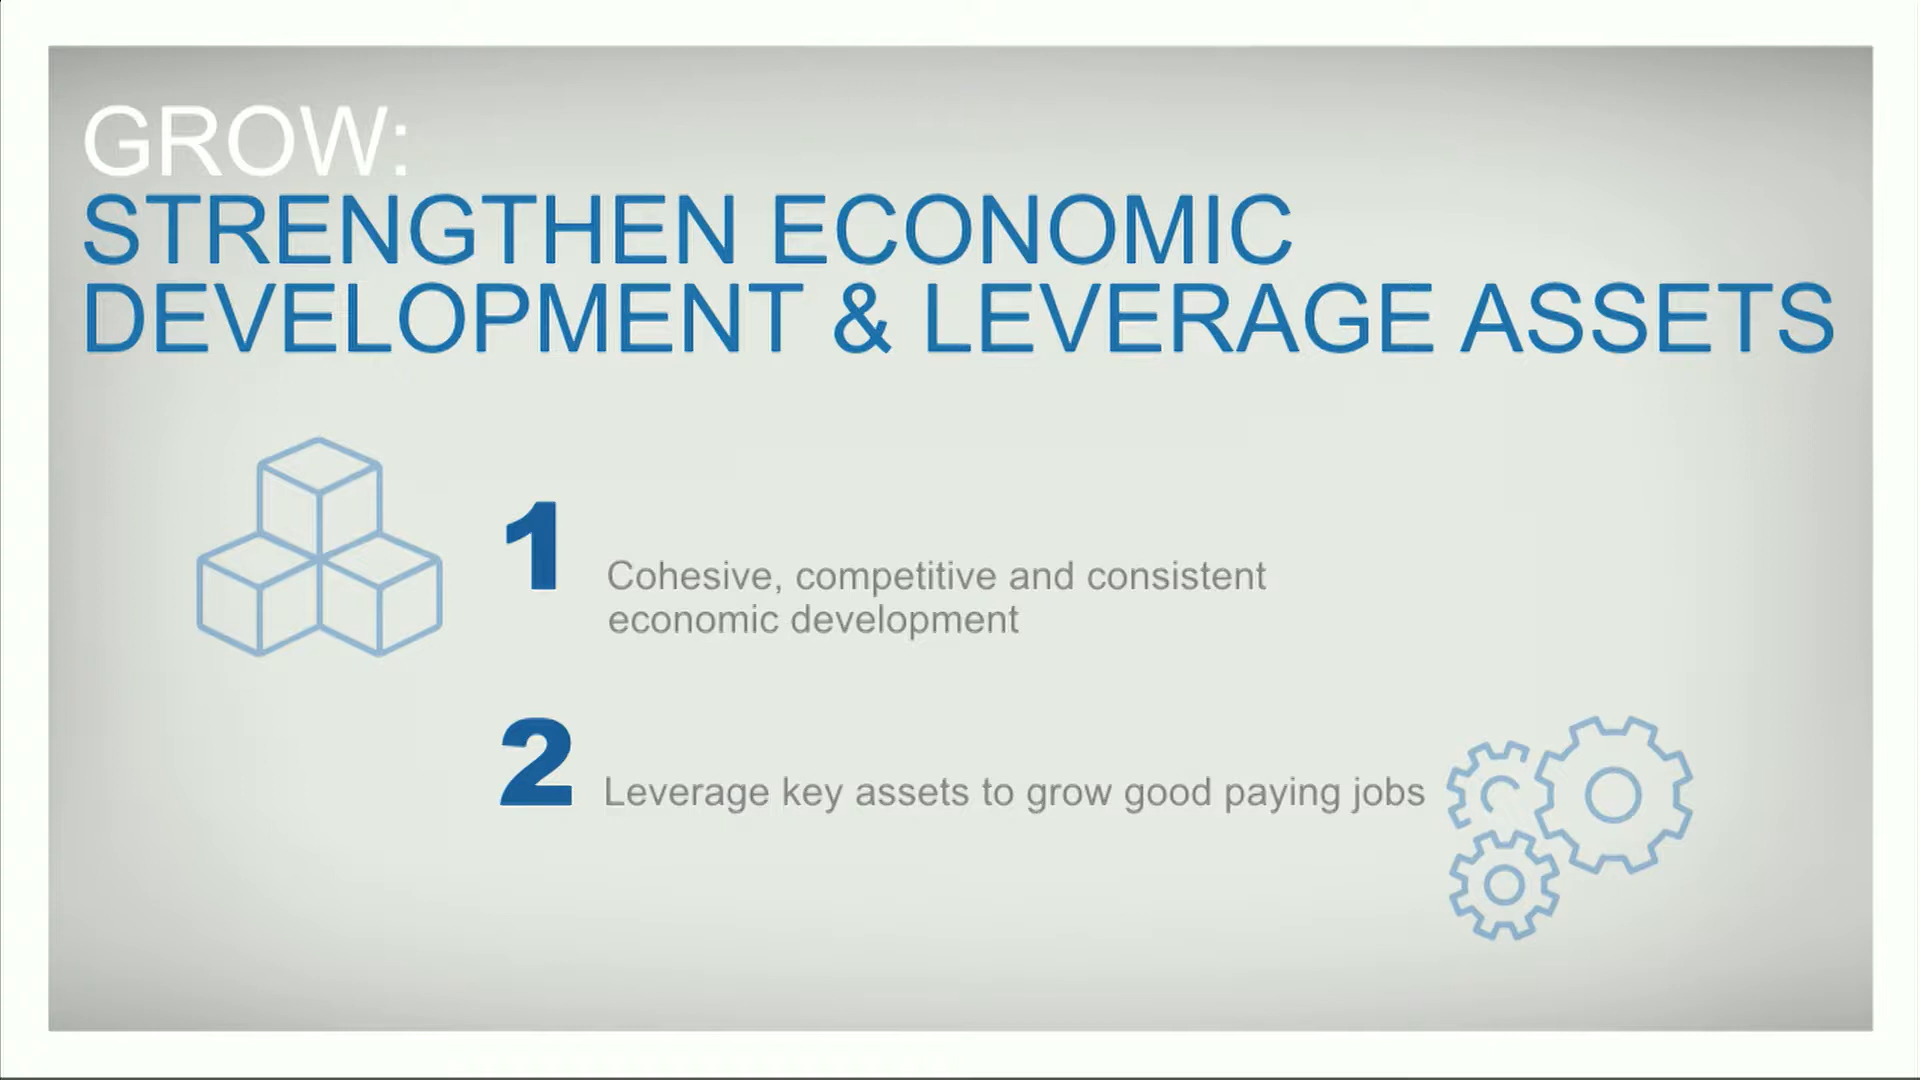 GROW:
STRENGTHEN ECONOMIC
DEVELOPMENT & LEVERAGE ASSETS
1
Cohesive, competitive and consistent
economic development
2
Leverage key assets to grow good paying jobs